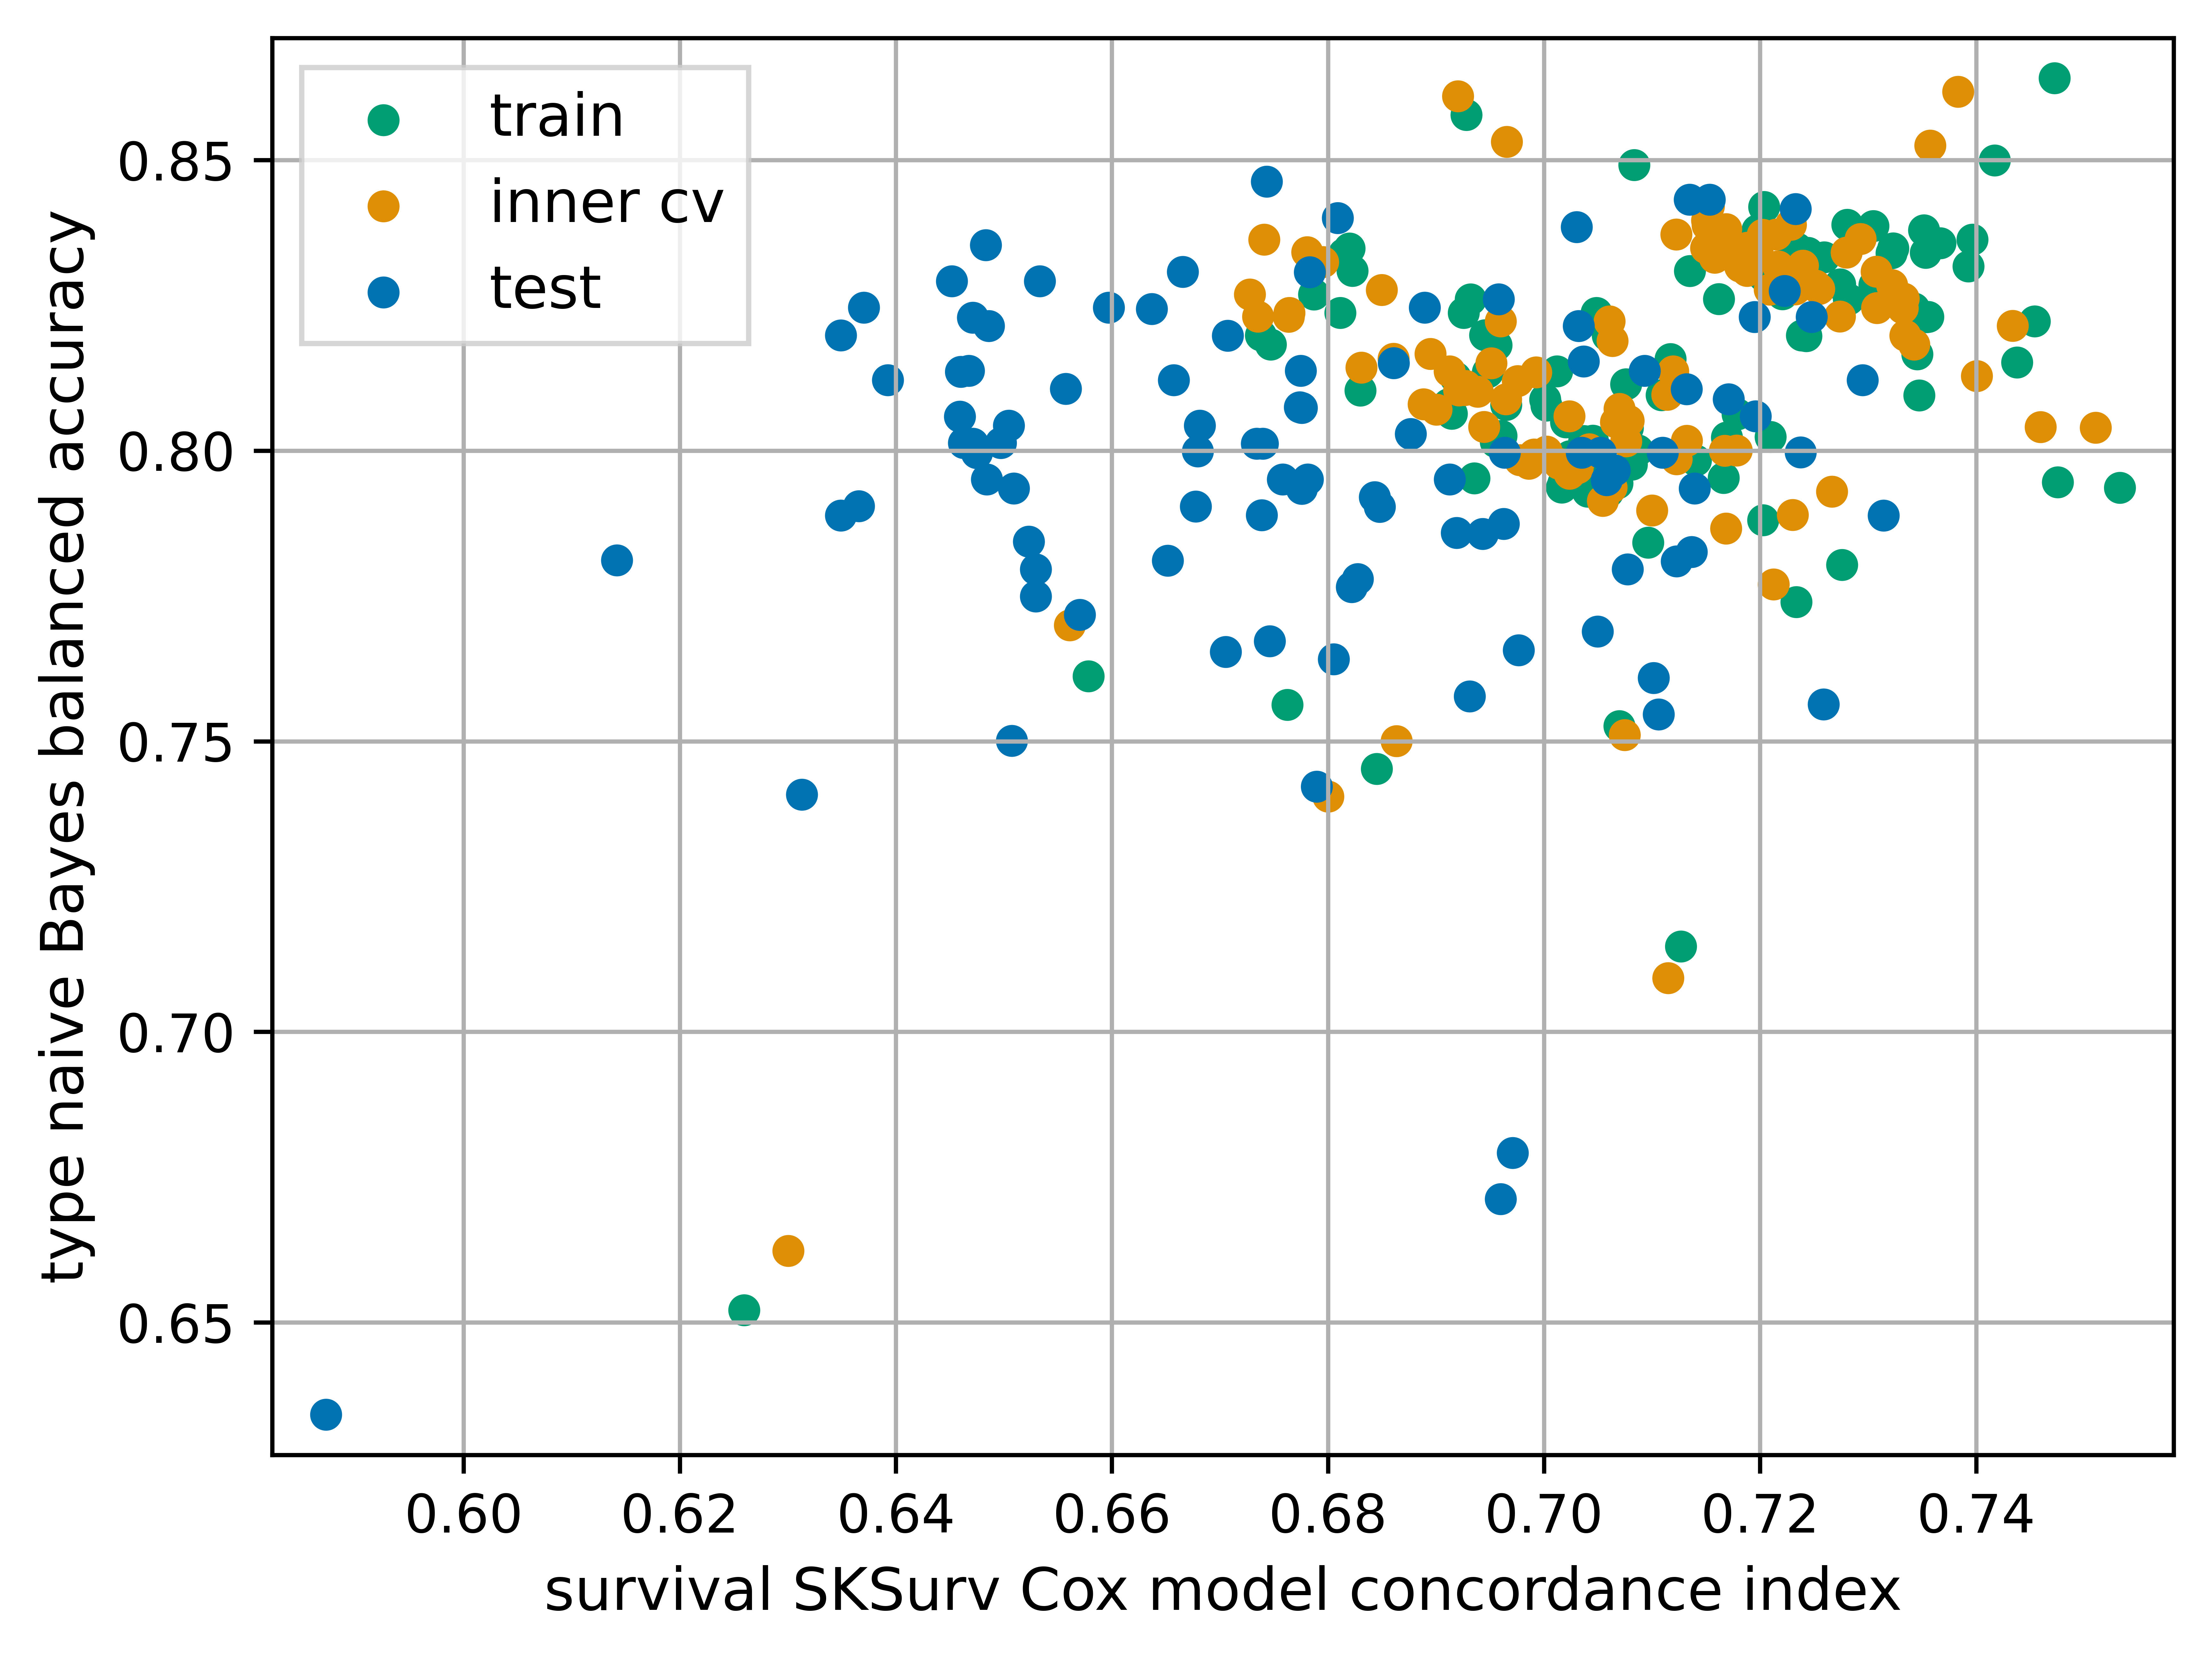 train
inner cv
test
0.85
0.80
0.75
0.70
0.65
type naive Bayes balanced accuracy
0.60
0.62
0.64
0.66
0.68
0.70
0.72
0.74
survival SKSurv Cox model concordance index